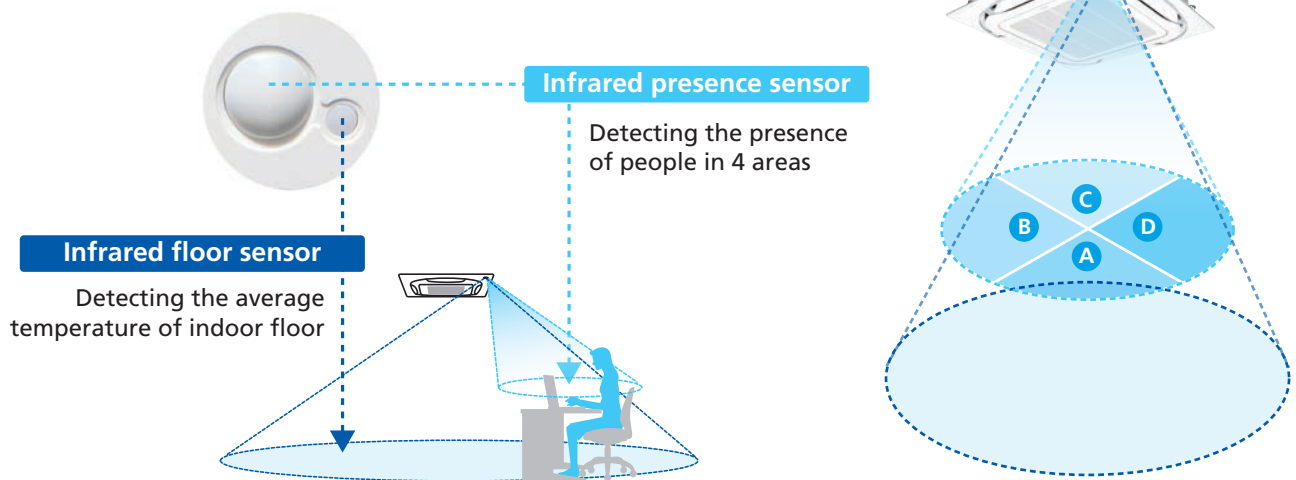 Infrared presence sensor
Detecting the presence
of people in 4 areas
Infrared floor sensor
Detecting the average
temperature of indoor floor
C
B
D
A